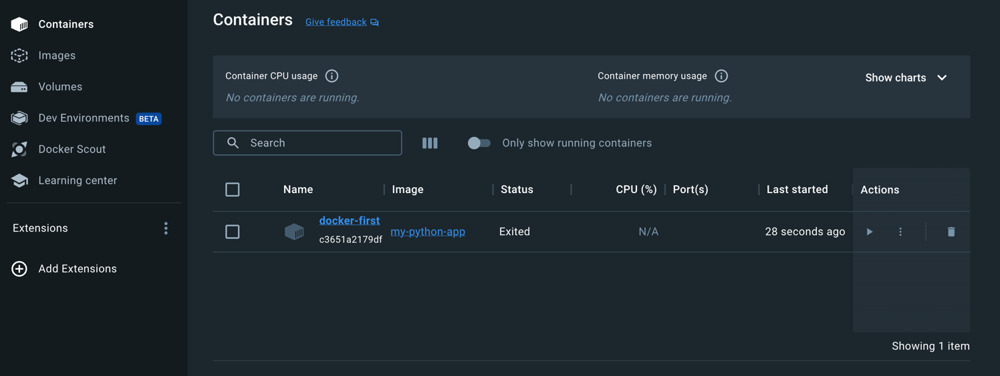 Containers
Images
Volumes
Dev Environments BETA
Docker Scout
Learning center
Extensions
Add Extensions
Containers Give feedback
Container CPU usage
No containers are running.
Container memory usage
No containers are running.
Show charts
Search
Only show running containers
Name Image Status CPU (%) Port(s) Last started Actions
docker-first
c3651a2179df
my-python-app Exited N/A 28 seconds ago
Showing 1 item